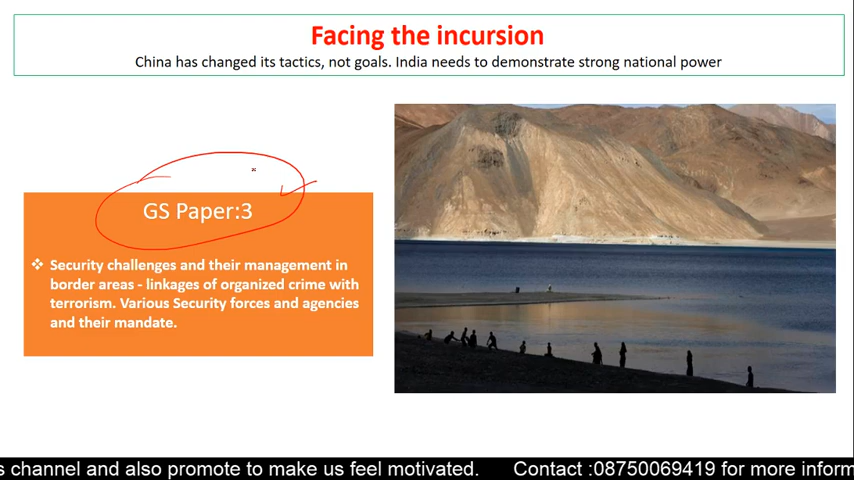 Facing the incursion
China has changed its tactics, not goals. India needs to demonstrate strong national power
GS Paper:3
❖ Security challenges and their management in
border areas - linkages of organized crime with
terrorism. Various Security forces and agencies
and their mandate.
s channel and also promote to make us feel motivated. Contact :08750069419 for more inform